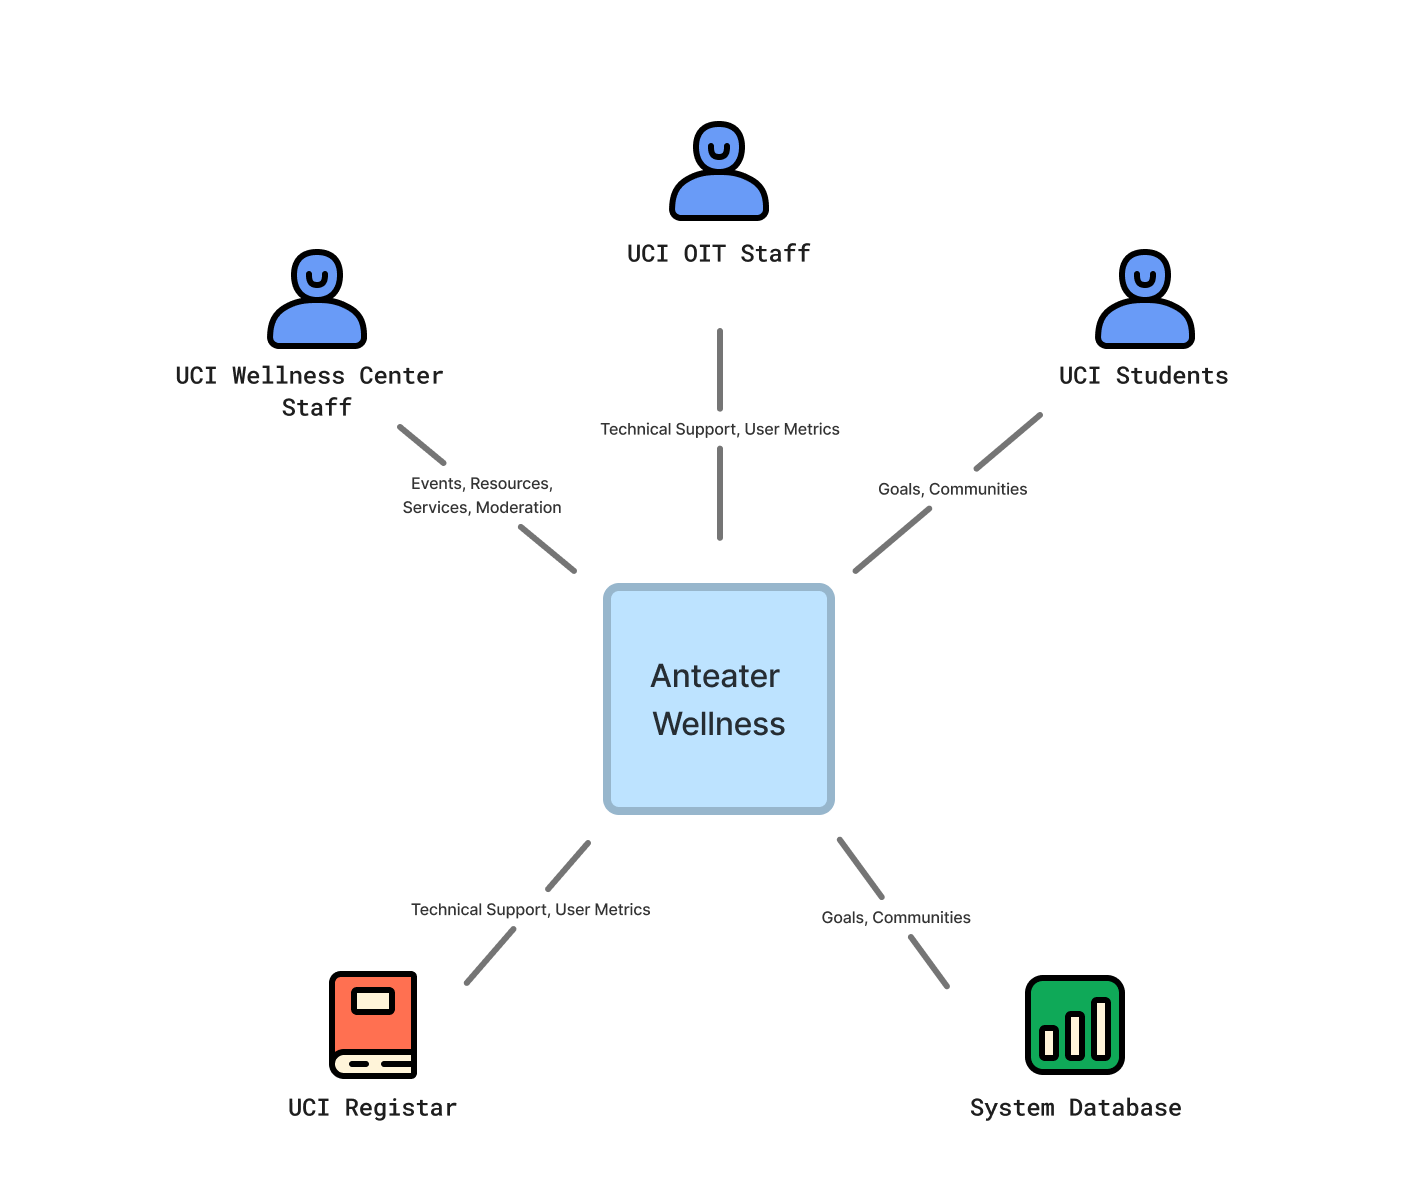 UCI OIT Staff
UCI Wellness Center
Staff
UCI Students
Technical Support, User Metrics
Events, Resources,
Services, Moderation
Goals, Communities
Anteater
Wellness
Technical Support, User Metrics
Goals, Communities
UCI Registar
System Database